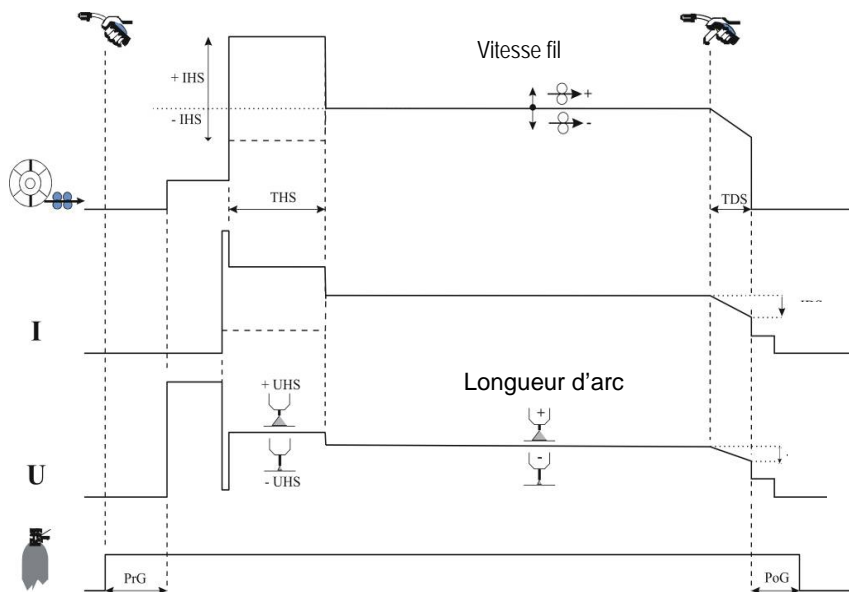 Vitesse fil
+ IHS
- IHS
+
-
THS
TDS
I
+ UHS
Longueur d'arc
+
-
- UHS
U
PrG
PoG